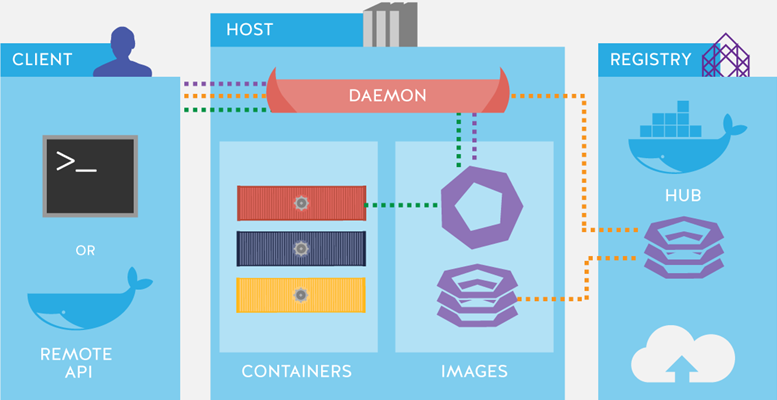 CLIENT
>_
OR
REMOTE
API
HOST
DAEMON
CONTAINERS
IMAGES
REGISTRY
HUB